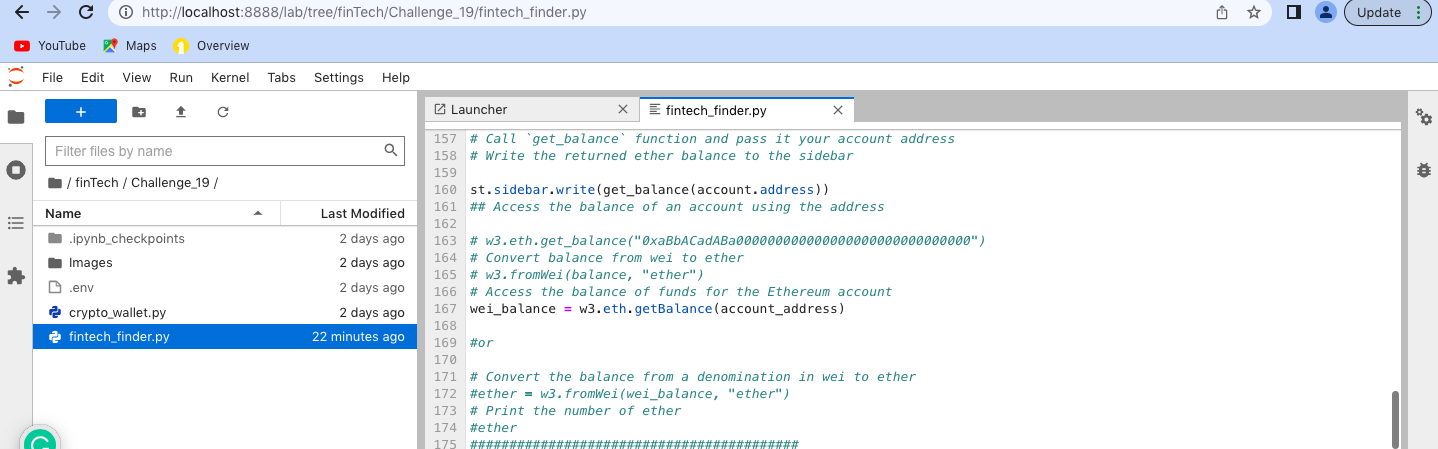 http://localhost:8888/lab/tree/finTech/Challenge_19/fintech_finder.py
Update
YouTube
Maps
Overview
File Edit View Run Kernel Tabs Settings Help
+
Filter files by name
/ finTech / Challenge_19 /
Name Last Modified
.ipynb_checkpoints 2 days ago
Images 2 days ago
.env 2 days ago
crypto_wallet.py 2 days ago
fintech_finder.py 22 minutes ago
Launcher
fintech_finder.py
157 # Call `get_balance` function and pass it your account address
158 # Write the returned ether balance to the sidebar
159
160 st.sidebar.write(get_balance(account.address))
161 ## Access the balance of an account using the address
162
163 # w3.eth.get_balance("0xaBbACadABa000000000000000000000000000000")
164 # Convert balance from wei to ether
165 # w3.fromWei(balance, "ether")
166 # Access the balance of funds for the Ethereum account
167 wei_balance = w3.eth.getBalance(account_address)
168
169 #or
170
171 # Convert the balance from a denomination in wei to ether
172 #ether = w3.fromWei(wei_balance, "ether")
173 # Print the number of ether
174 #ether
175 ##########################################